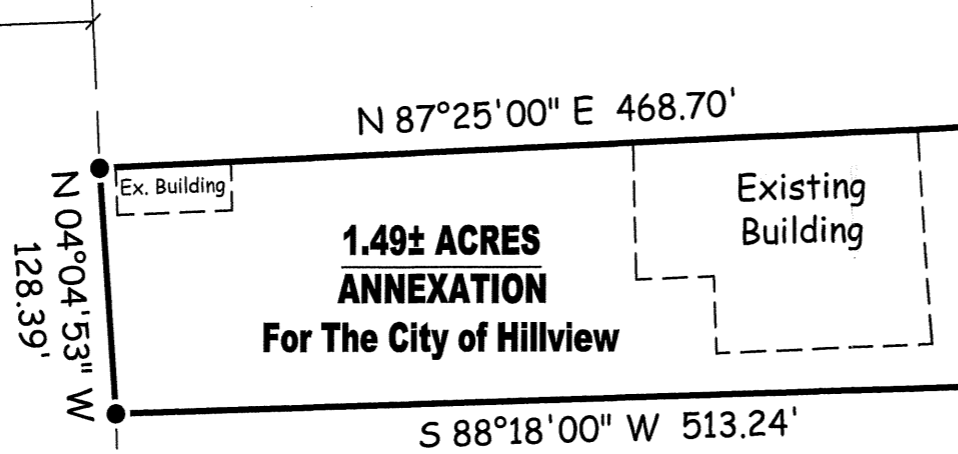 N 87°25'00" E 468.70'
Ex. Building
Existing
Building
1.49± ACRES
ANNEXATION
For The City of Hillview
N 04°04'53" W
128.39'
S 88°18'00" W 513.24'